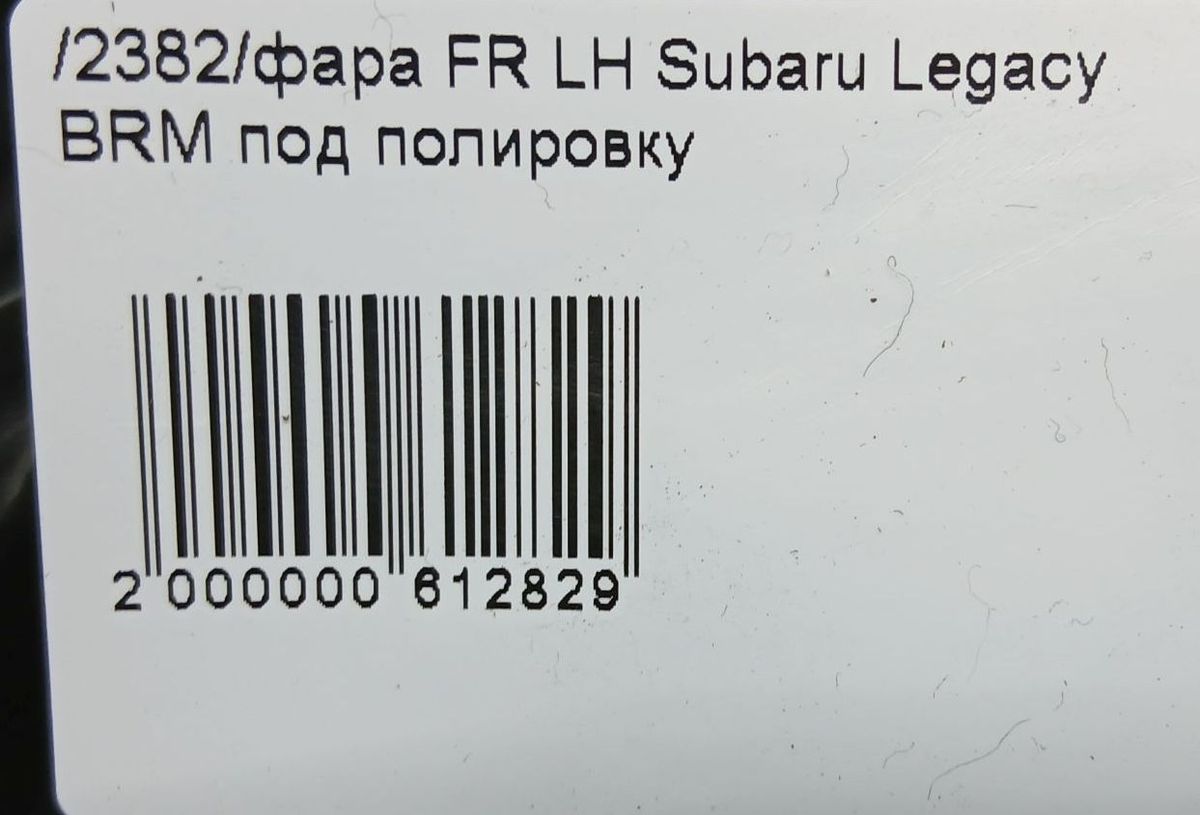 /2382/фара FR LH Subaru Legacy
BRM под полировку
2 000000 612829